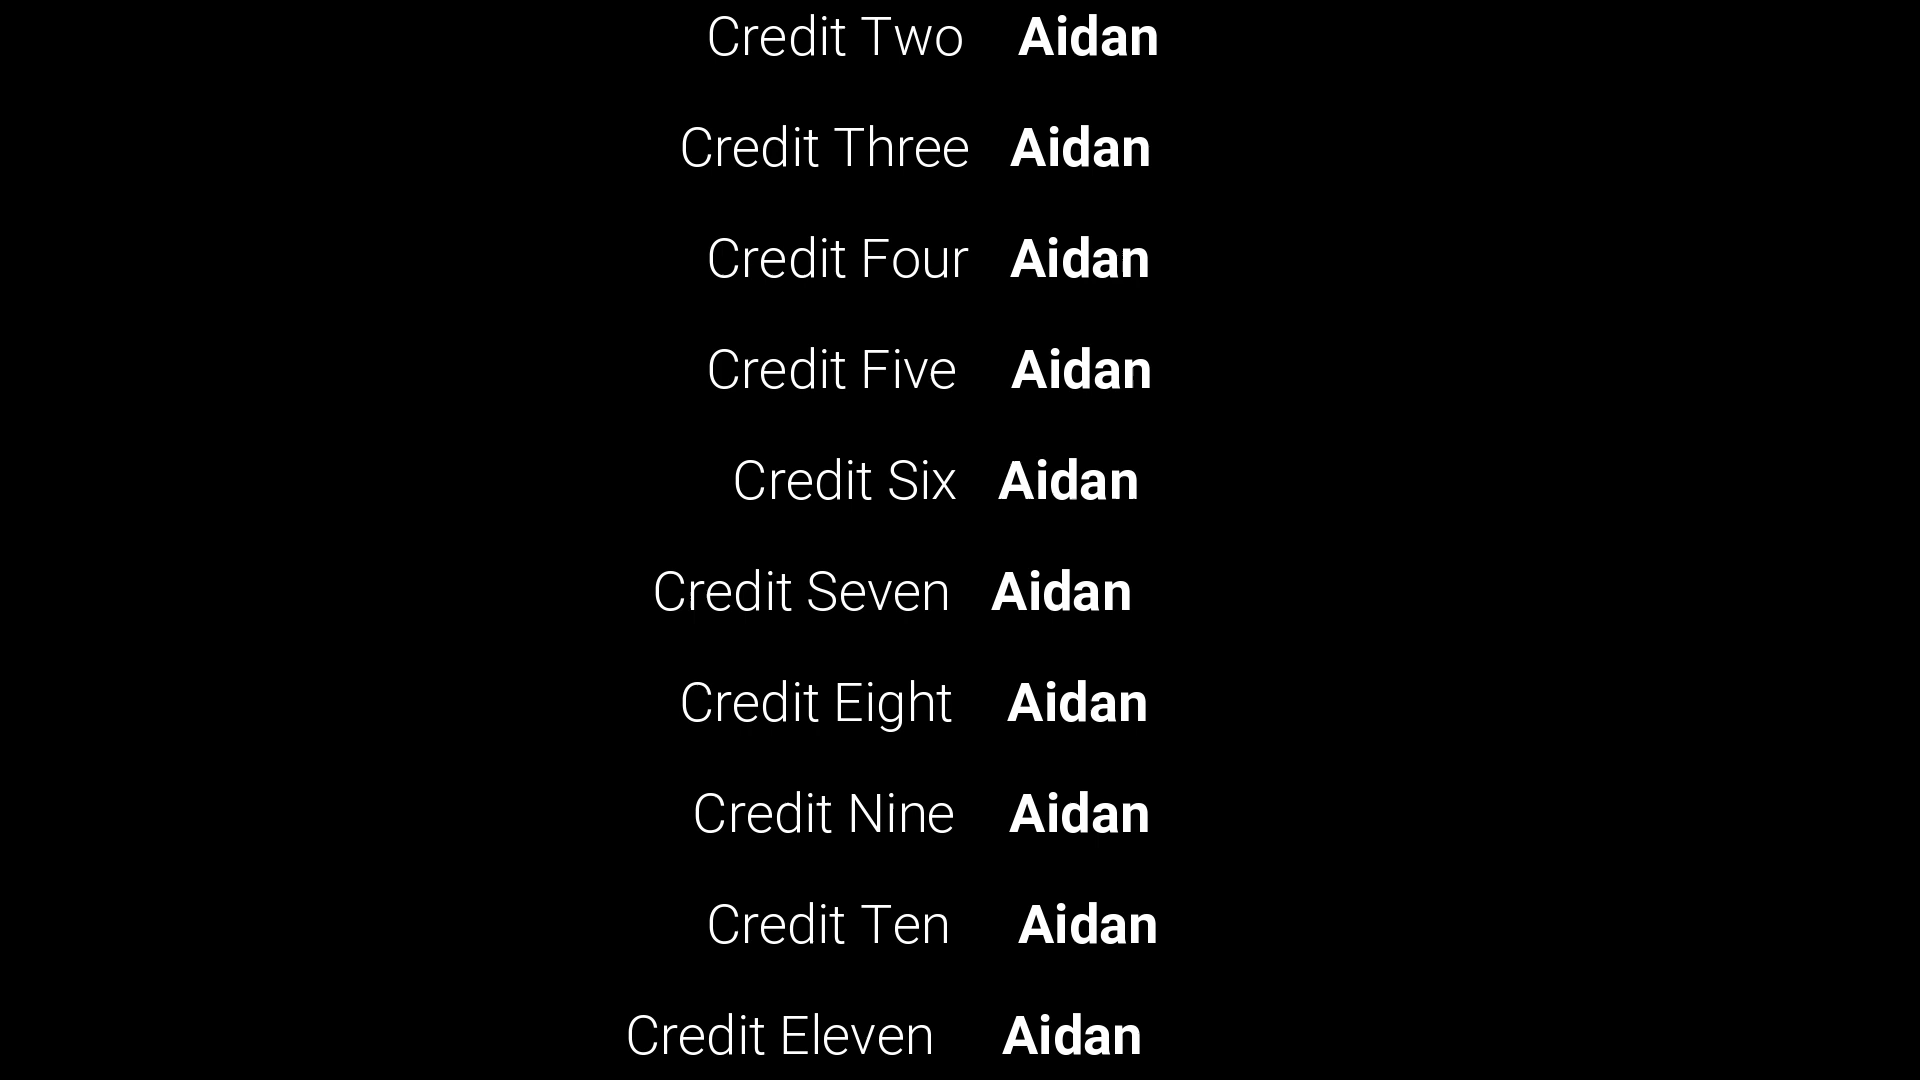 Credit Two Aidan
Credit Three Aidan
Credit Four Aidan
Credit Five Aidan
Credit Six Aidan
Credit Seven Aidan
Credit Eight Aidan
Credit Nine Aidan
Credit Ten Aidan
Credit Eleven Aidan